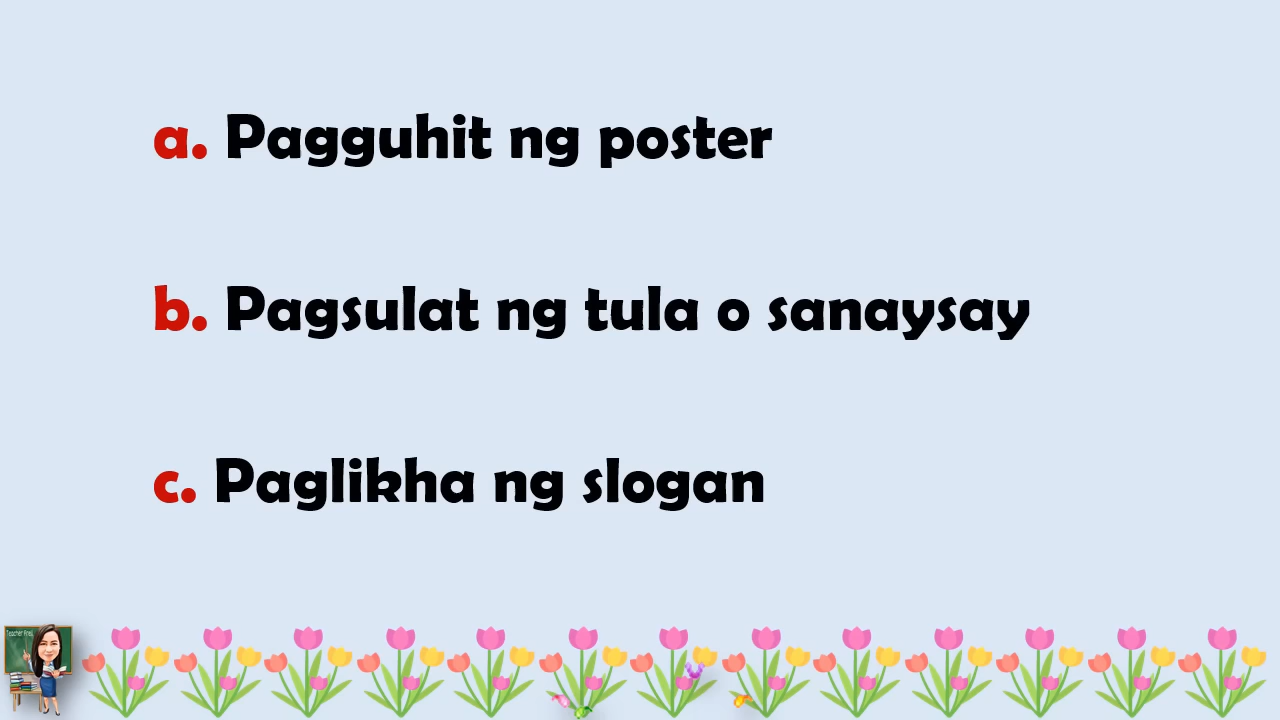 a. Pagguhit ng poster
b. Pagsulat ng tula o sanaysay
c. Paglikha ng slogan